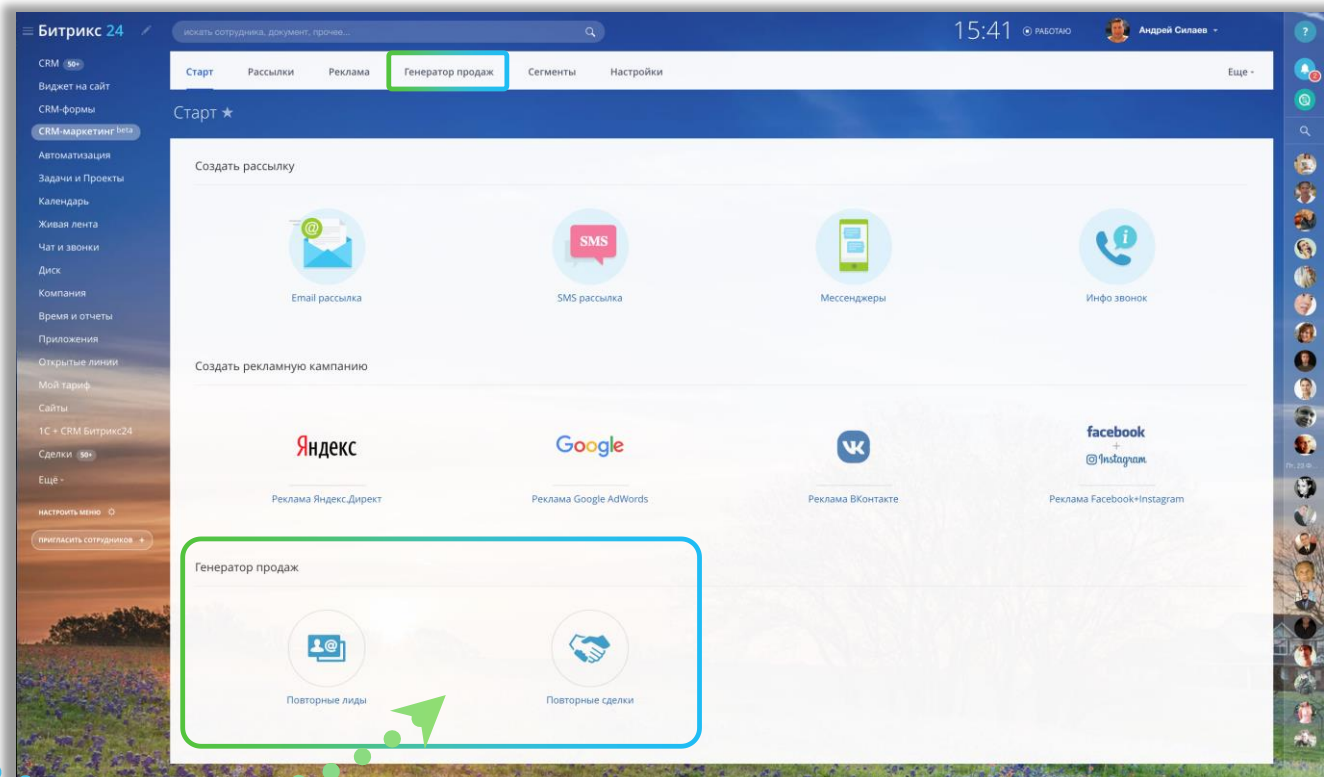 Битрикс 24
искать сотрудника, документ, прочее...
15:41 РАБОТАЮ
Андрей Силаев
?
2
CRM 50+
Виджет на сайт
CRM-формы
CRM-маркетинг beta
Автоматизация
Задачи и Проекты
Календарь
Живая лента
Чат и звонки
Диск
Компания
Время и отчеты
Приложения
Открытые линии
Мой тариф
Сайты
1С + CRM Битрикс24
Сделки 50+
Ещё -
НАСТРОИТЬ МЕНЮ
ПРИГЛАСИТЬ СОТРУДНИКОВ +
Старт Рассылки Реклама Генератор продаж Сегменты Настройки Еще -
Старт ★
Создать рассылку
@
SMS
i
Email рассылка SMS рассылка Мессенджеры Инфо звонок
Создать рекламную кампанию
Яндекс Google VK facebook
+
Instagram
Реклама Яндекс.Директ Реклама Google AdWords Реклама ВКонтакте Реклама Facebook+Instagram
Генератор продаж
@
Повторные лиды Повторные сделки